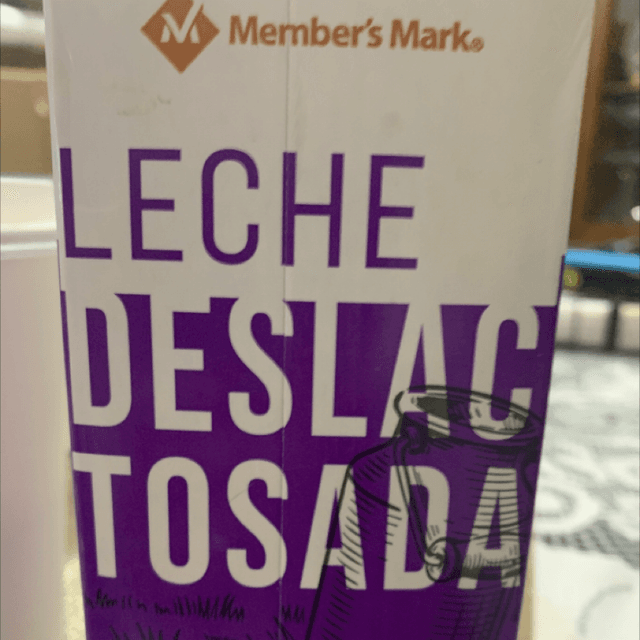 Member's Mark®
LECHE
DESLAC
TOSADA